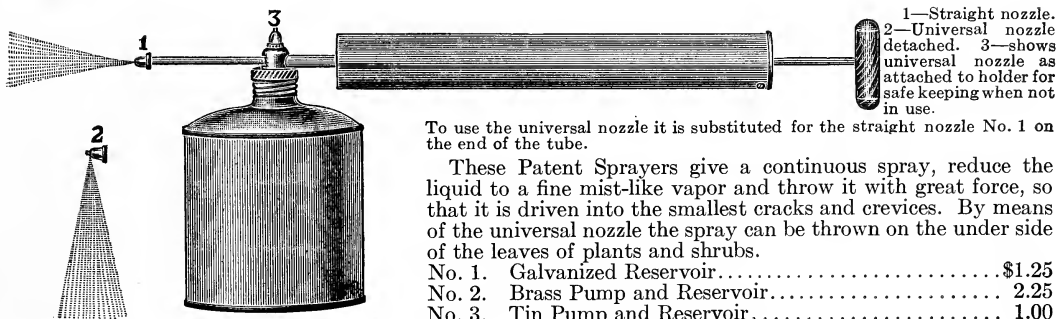 3
1
2
1—Straight nozzle.
2—Universal nozzle
detached. 3—shows
universal nozzle as
attached to holder for
safe keeping when not
in use.
To use the universal nozzle it is substituted for the straight nozzle No. 1 on
the end of the tube.
These Patent Sprayers give a continuous spray, reduce the
liquid to a fine mist-like vapor and throw it with great force, so
that it is driven into the smallest cracks and crevices. By means
of the universal nozzle the spray can be thrown on the under side
of the leaves of plants and shrubs.
No. 1. Galvanized Reservoir....................................$1.25
No. 2. Brass Pump and Reservoir............................ 2.25
No. 3. Tin Pump and Reservoir............................... 1.00